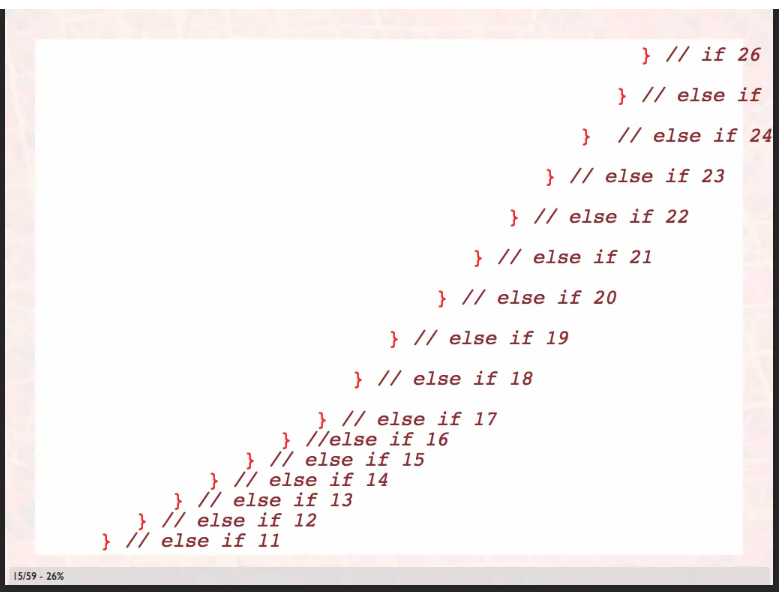 } // if 26
} // else if
} // else if 24
} // else if 23
} // else if 22
} // else if 21
} // else if 20
} // else if 19
} // else if 18
} // else if 17
} //else if 16
} // else if 15
} // else if 14
} // else if 13
} // else if 12
} // else if 11
15/59 - 26%